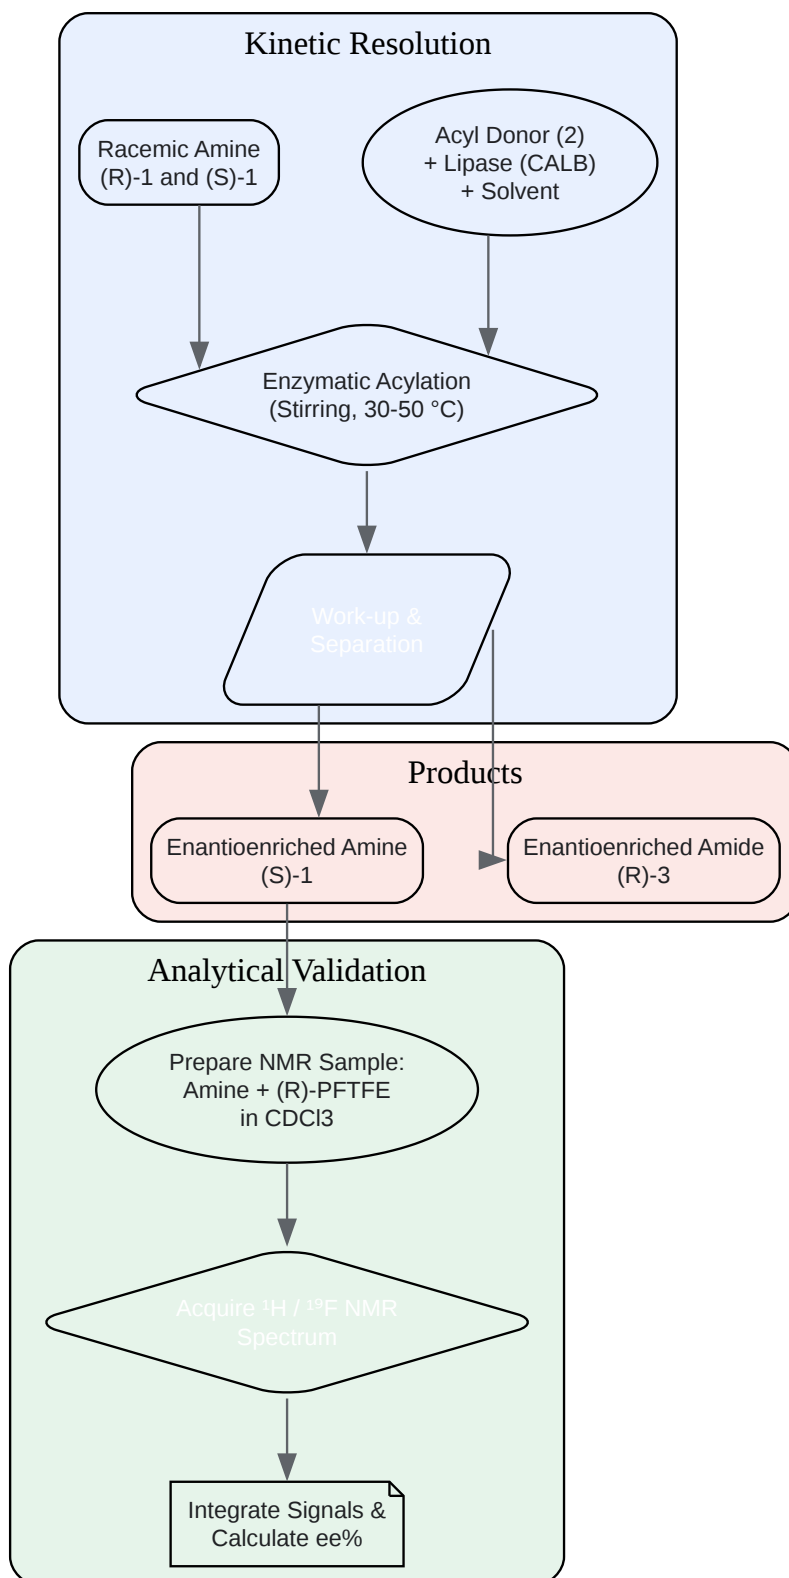 Kinetic Resolution
Racemic Amine
(R)-1 and (S)-1
Acyl Donor (2)
+ Lipase (CALB)
+ Solvent
Enzymatic Acylation
(Stirring, 30-50 °C)
Work-up &
Separation
Products
Enantioenriched Amine
(S)-1
Enantioenriched Amide
(R)-3
Analytical Validation
Prepare NMR Sample:
Amine + (R)-PFTFE
in CDCl3
Acquire ¹H / ¹⁹F NMR
Spectrum
Integrate Signals &
Calculate ee%